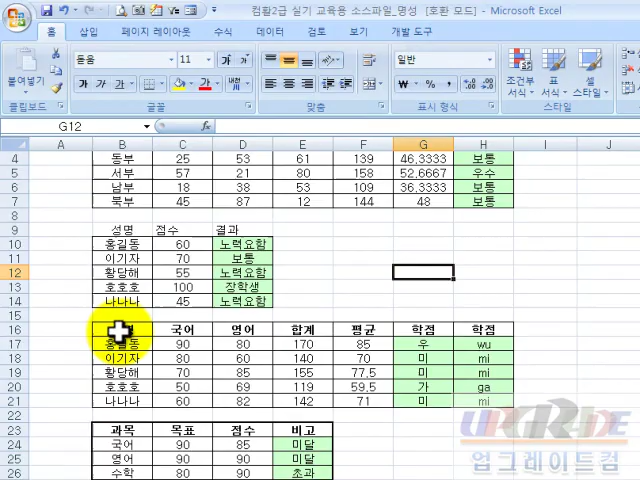 컴활2급 실기 교육용 소스파일_명성 [호환 모드] - Microsoft Excel
홈 삽입 페이지 레이아웃 수식 데이터 검토 보기 개발 도구
붙여넣기 돋움 11 가 가 일반 조건부 서식 표 서식 셀 스타일
가 가 가 가 내천 % ,
클립보드 글꼴 맞춤 표시 형식 스타일
G12 fx
A B C D E F G H I J
4 동부 25 53 61 139 46.3333 보통
5 서부 57 21 80 158 52.6667 우수
6 남부 18 38 53 109 36.3333 보통
7 북부 45 87 12 144 48 보통
8
9 성명 점수 결과
10 홍길동 60 노력요함
11 이기자 70 보통
12 황당해 55 노력요함
13 호호호 100 장학생
14 나나나 45 노력요함
15
16 국어 영어 합계 평균 학점 학점
17 홍길동 90 80 170 85 우 wu
18 이기자 80 60 140 70 미 mi
19 황당해 70 85 155 77.5 미 mi
20 호호호 50 69 119 59.5 가 ga
21 나나나 60 82 142 71 미 mi
22
23 과목 목표 점수 비고
24 국어 90 85 미달
25 영어 90 90 미달
26 수학 80 90 초과
UPGRADE
업그레이드컴